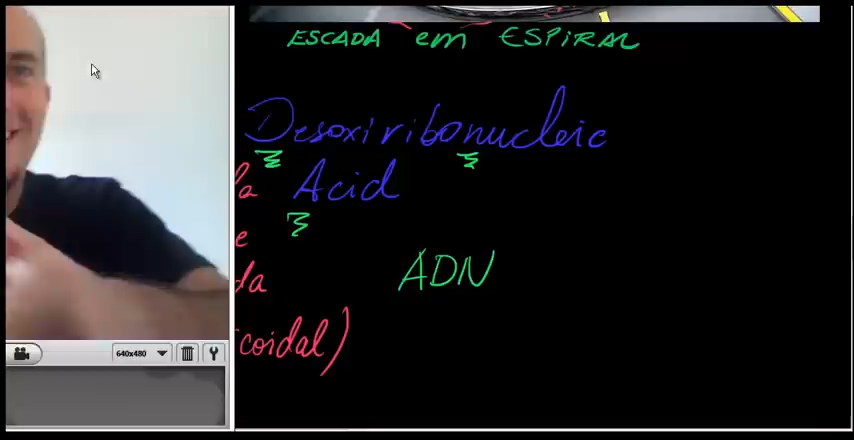 ESCADA em ESPIRAL
Desoxiribonucleic
la Acid
e
da ADN
coidal)
640x480